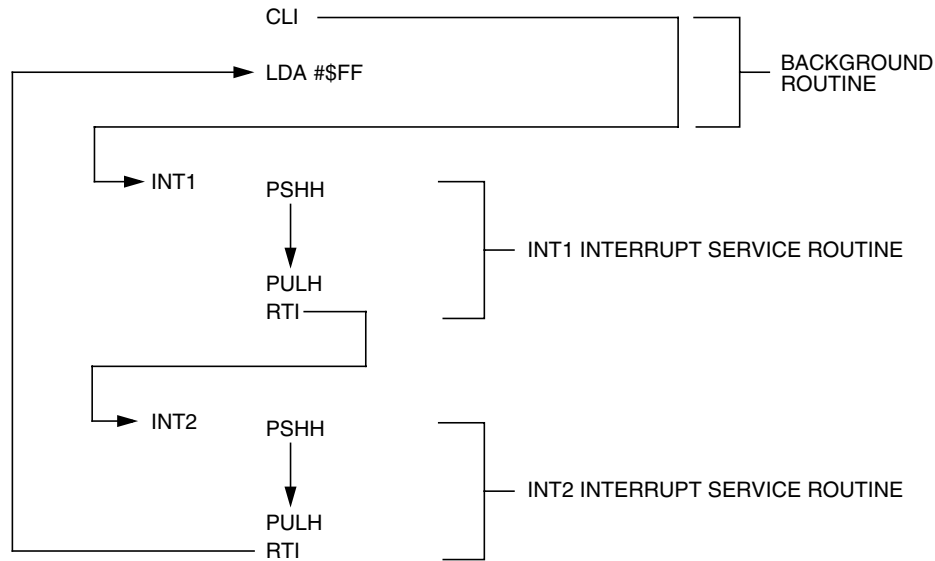 CLI
LDA #$FF
BACKGROUND
ROUTINE
INT1
PSHH
INT1 INTERRUPT SERVICE ROUTINE
PULH
RTI
INT2
PSHH
INT2 INTERRUPT SERVICE ROUTINE
PULH
RTI